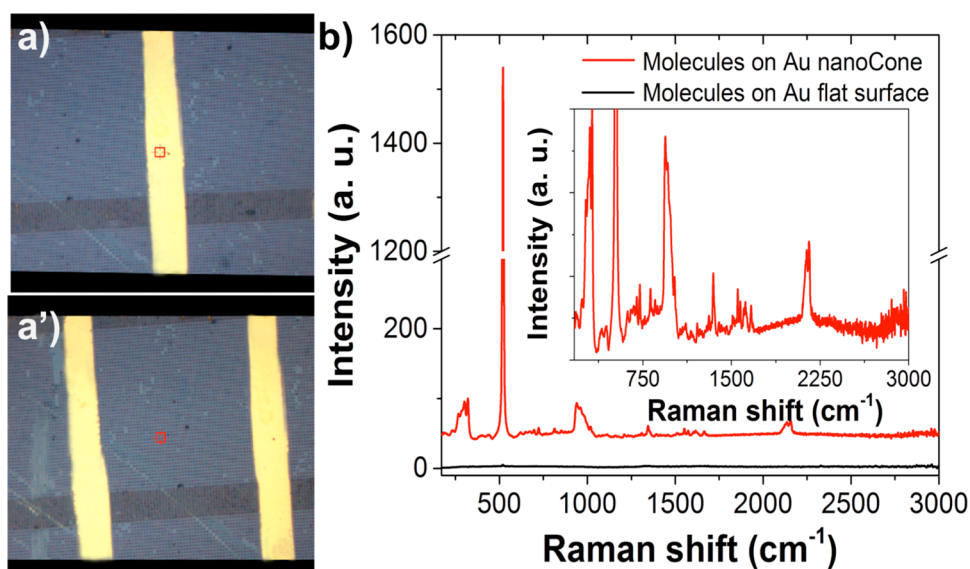 a)
a')
b)
1600
1400
1200
200
0
Intensity (a. u.)
Molecules on Au nanoCone
Molecules on Au flat surface
Intensity (a. u.)
750 1500 2250 3000
Raman shift (cm-1)
500 1000 1500 2000 2500 3000
Raman shift (cm-1)